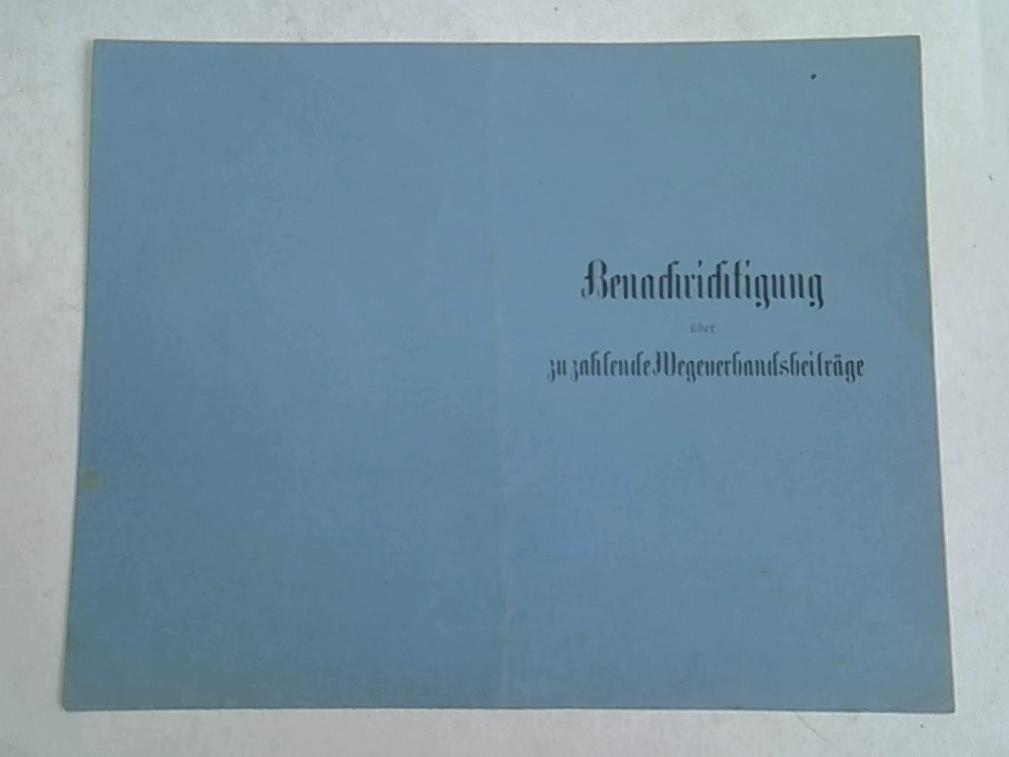 Benachrichtigung
über
zu zahlende Wegeverbandsbeiträge